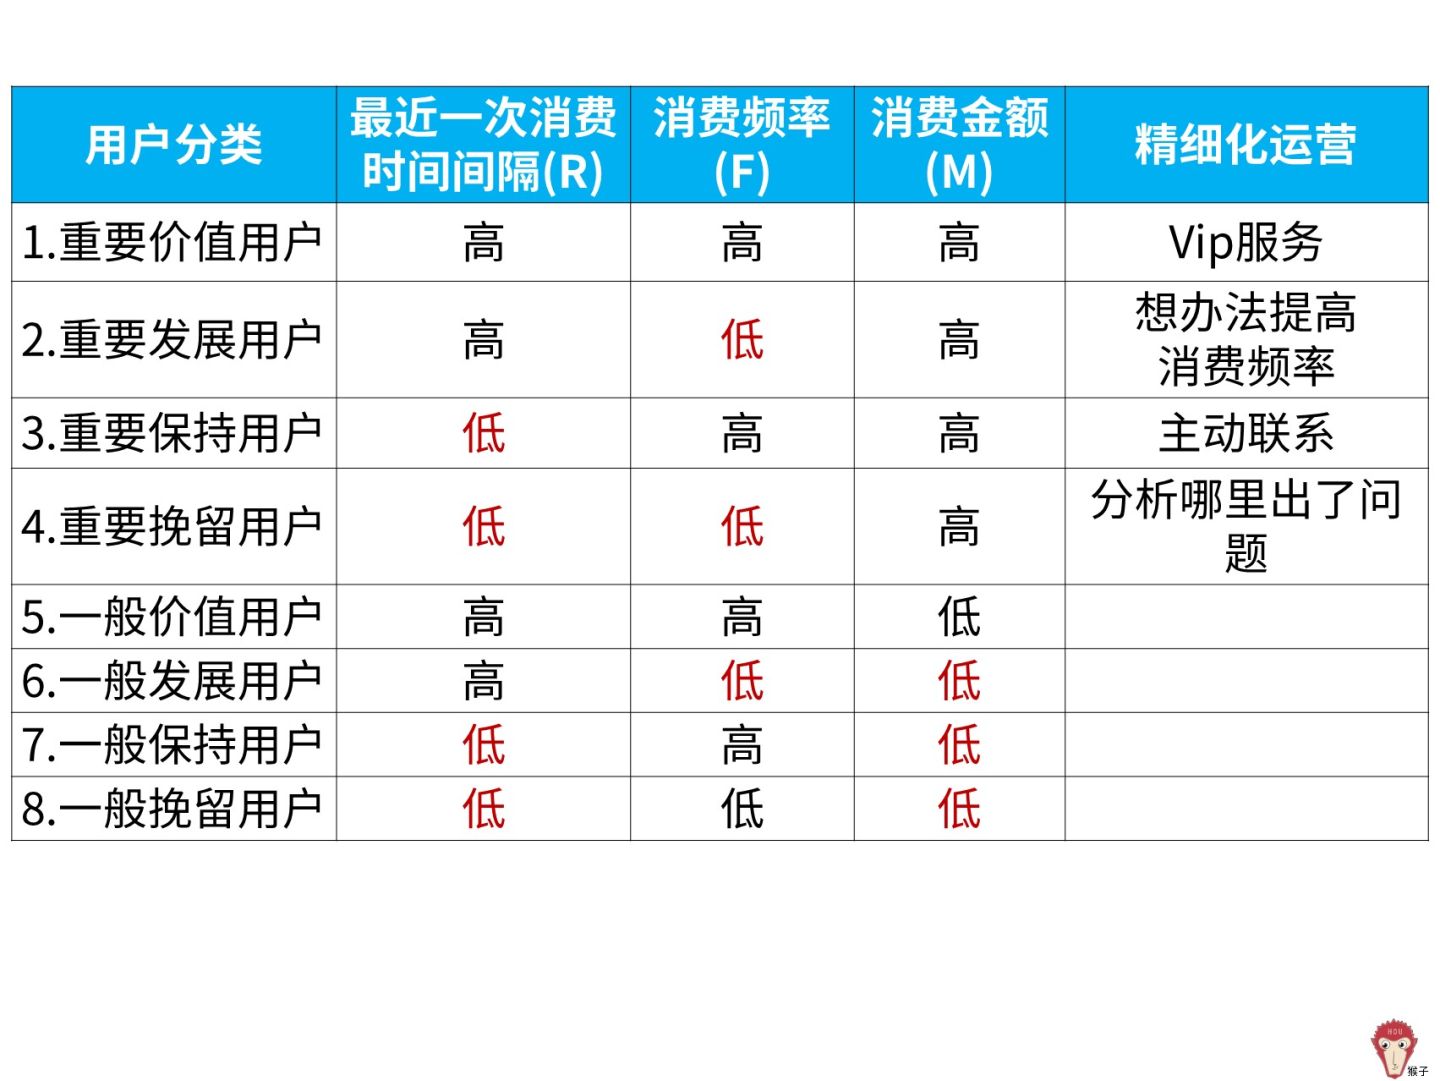 用户分类
最近一次消费
时间间隔(R)
消费频率
(F)
消费金额
(M)
精细化运营
1.重要价值用户 高 高 高 Vip服务
2.重要发展用户 高 低 高 想办法提高
消费频率
3.重要保持用户 低 高 高 主动联系
4.重要挽留用户 低 低 高 分析哪里出了问
题
5.一般价值用户 高 高 低
6.一般发展用户 高 低 低
7.一般保持用户 低 高 低
8.一般挽留用户 低 低 低
HOU
猴子